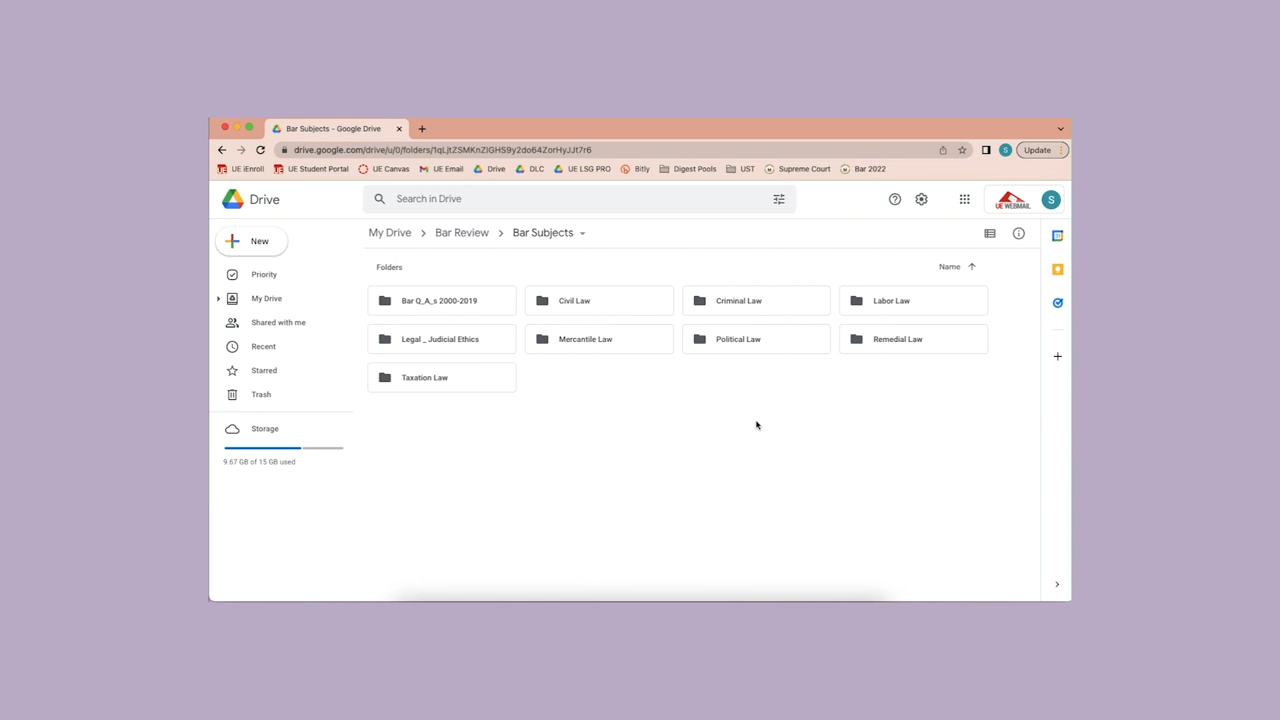 Bar Subjects - Google Drive
drive.google.com/drive/u/0/folders/1qLjtZSMKnZlGHS9y2do64ZorHyJJt7r6
Update
UE iEnroll
UE Student Portal
UE Canvas
UE Email
Drive
DLC
UE LSG PRO
Bitly
Digest Pools
UST
Supreme Court
Bar 2022
Drive
Search in Drive
UE WEBMAIL
S
New
My Drive
Bar Review
Bar Subjects
Priority
My Drive
Shared with me
Recent
Starred
Trash
Storage
9.67 GB of 15 GB used
Folders
Name
Bar Q_A_s 2000-2019
Civil Law
Criminal Law
Labor Law
Legal _ Judicial Ethics
Mercantile Law
Political Law
Remedial Law
Taxation Law